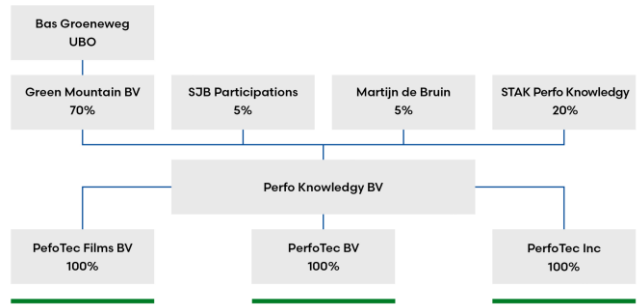 Bas Groeneweg
UBO
Green Mountain BV
70%
SJB Participations
5%
Martijn de Bruin
5%
STAK Perfo Knowledgy
20%
Perfo Knowledgy BV
PefoTec Films BV
100%
PerfoTec BV
100%
PerfoTec Inc
100%